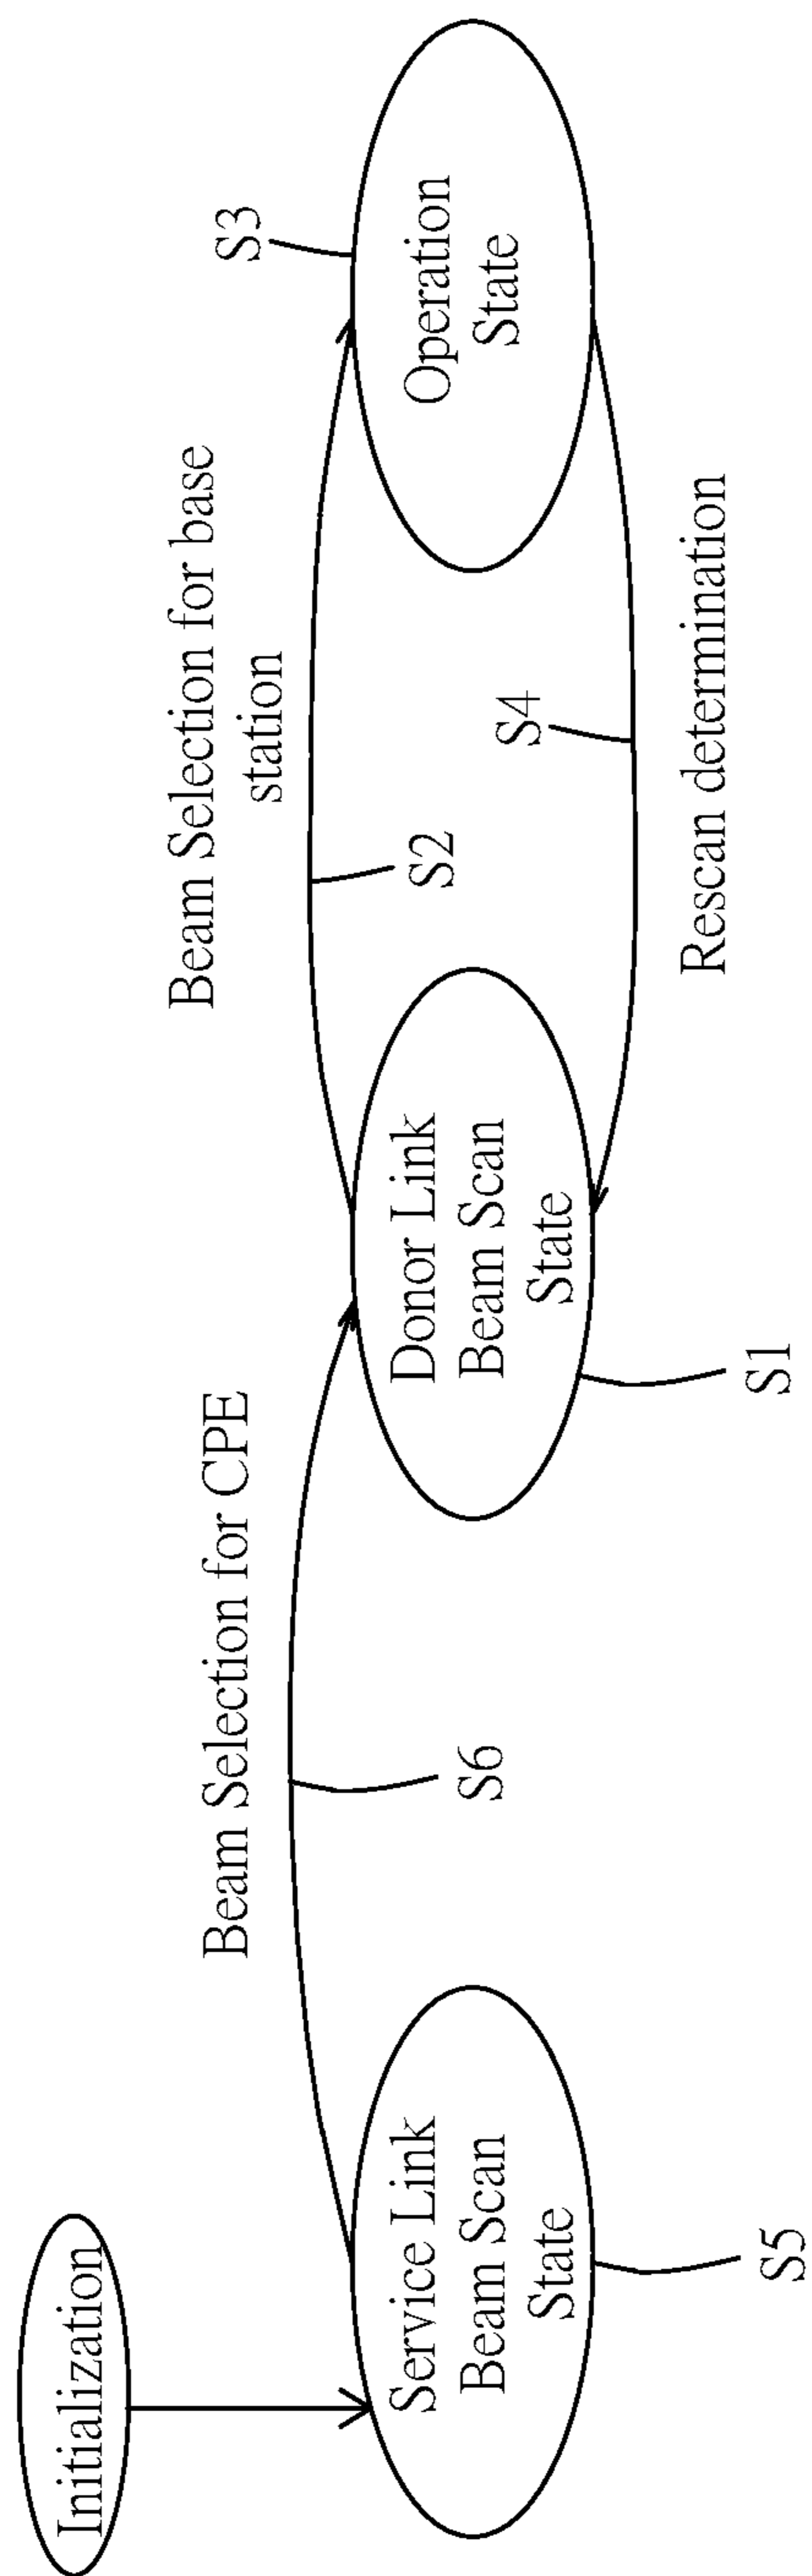 Initialization
Service Link
Beam Scan
State
S5
Beam Selection for CPE
S6
Donor Link
Beam Scan
State
S1
Beam Selection for base
station
S2
S4
Rescan determination
S3
Operation
State